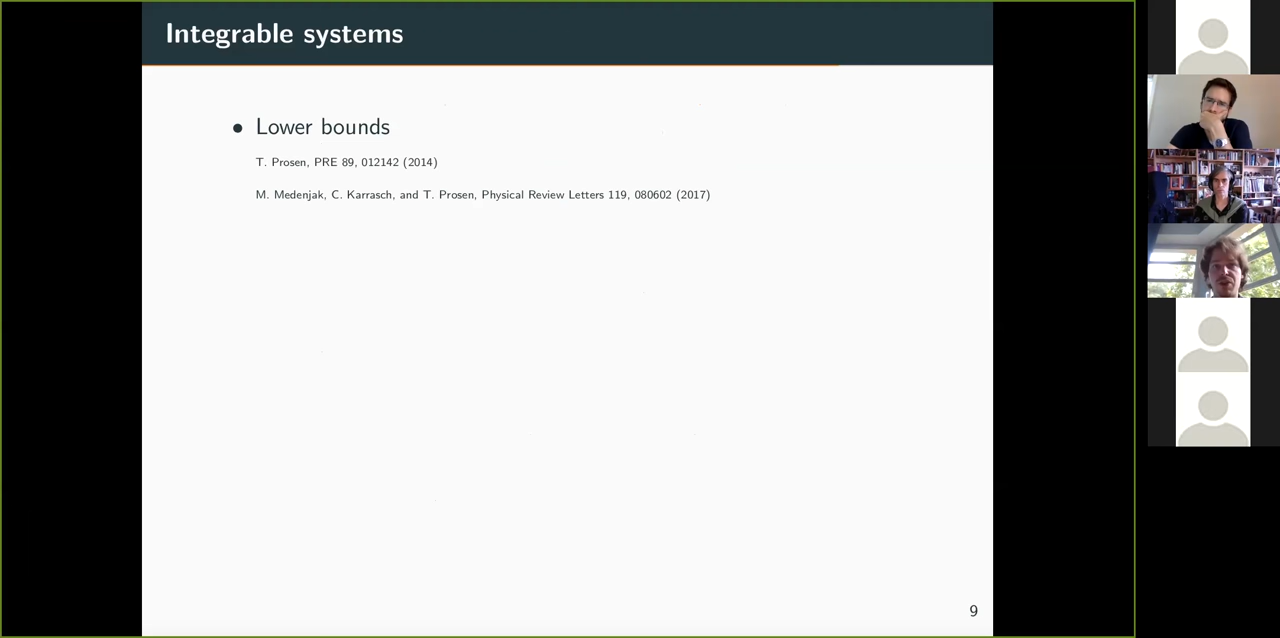 Integrable systems
• Lower bounds
T. Prosen, PRE 89, 012142 (2014)
M. Medenjak, C. Karrasch, and T. Prosen, Physical Review Letters 119, 080602 (2017)
9